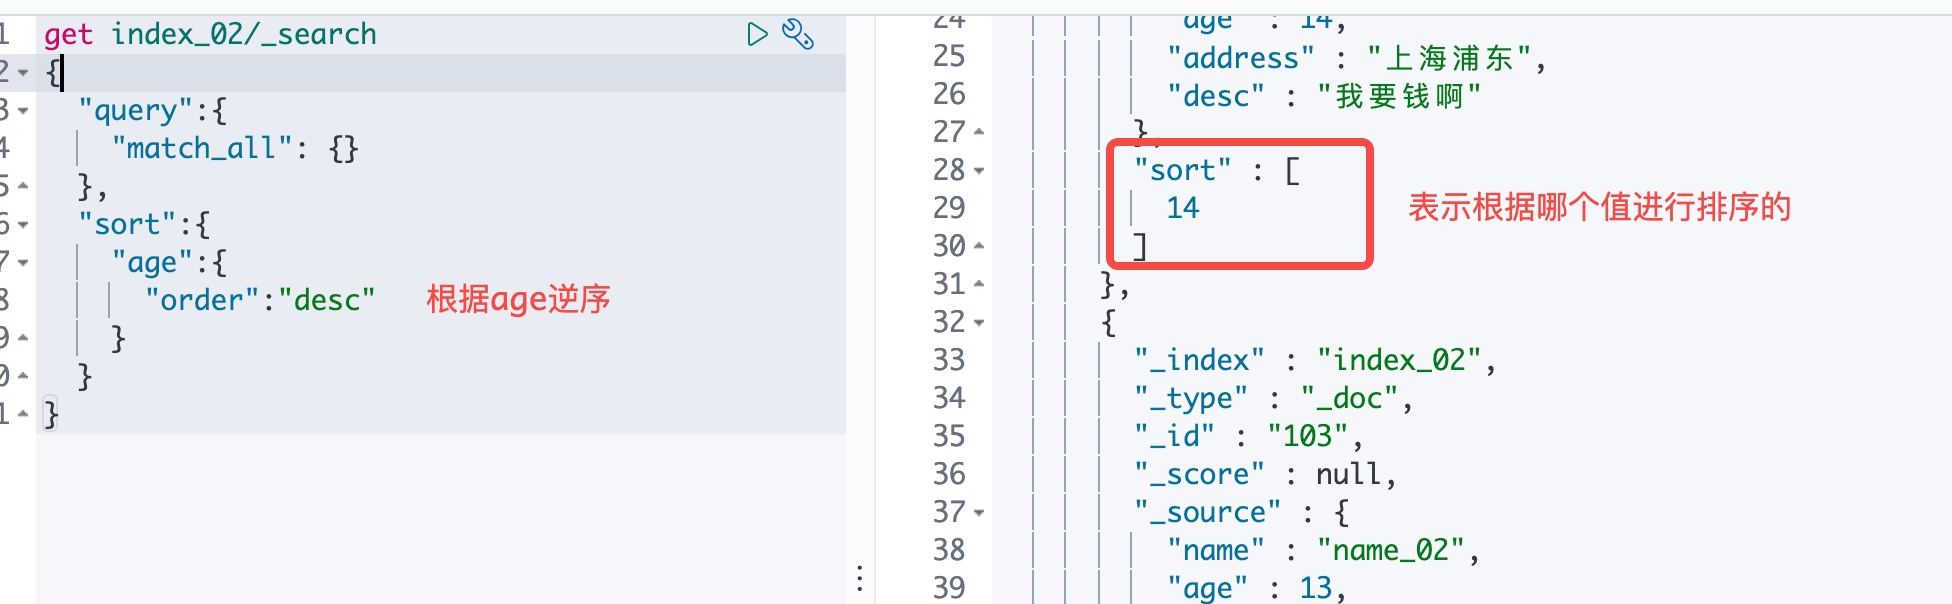 1 get index_02/_search
2 {
3 "query":{
4 "match_all": {}
5 },
6 "sort":{
7 "age":{
8 "order":"desc" 根据age逆序
9 }
0 }
1 }
24 "age" : 14,
25 "address" : "上海浦东",
26 "desc" : "我要钱啊"
27 },
28 "sort" : [
29 14 表示根据哪个值进行排序的
30 ]
31 },
32 {
33 "_index" : "index_02",
34 "_type" : "_doc",
35 "_id" : "103",
36 "_score" : null,
37 "_source" : {
38 "name" : "name_02",
39 "age" : 13,